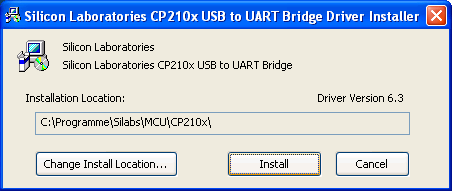 Silicon Laboratories CP210x USB to UART Bridge Driver Installer
Silicon Laboratories
Silicon Laboratories CP210x USB to UART Bridge
Installation Location: Driver Version 6.3
C:\Programme\Silabs\MCU\CP210x\
Change Install Location... Install Cancel